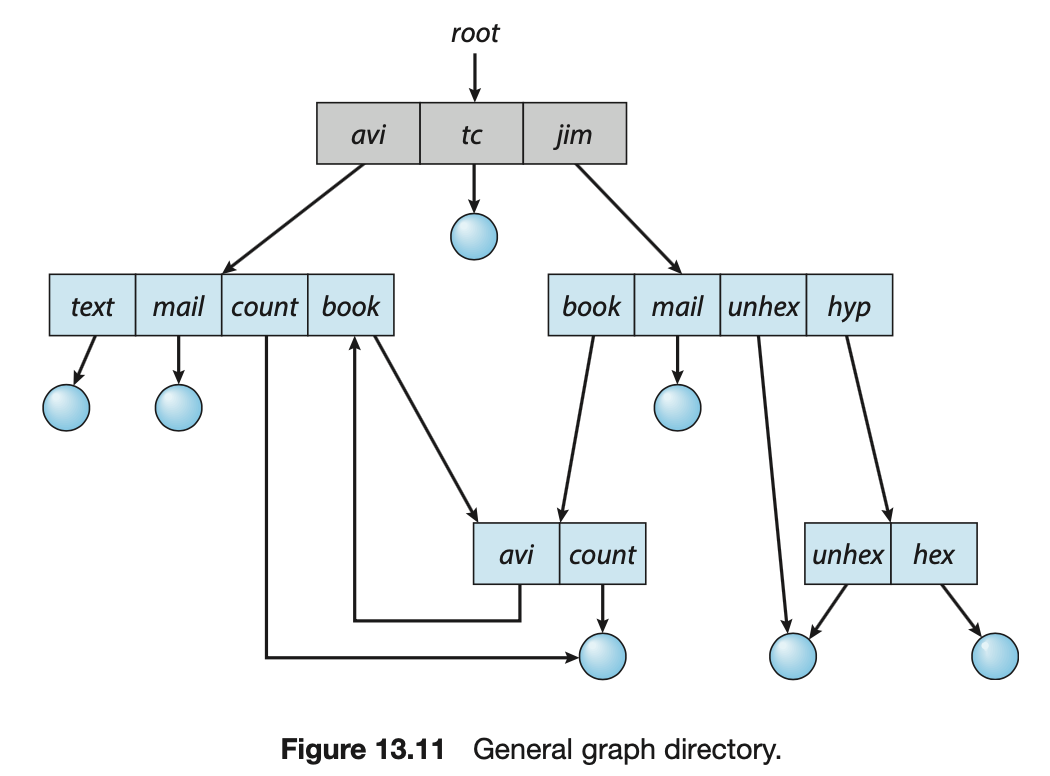 root
avi tc jim
text mail count book book mail unhex hyp
avi count unhex hex
Figure 13.11 General graph directory.